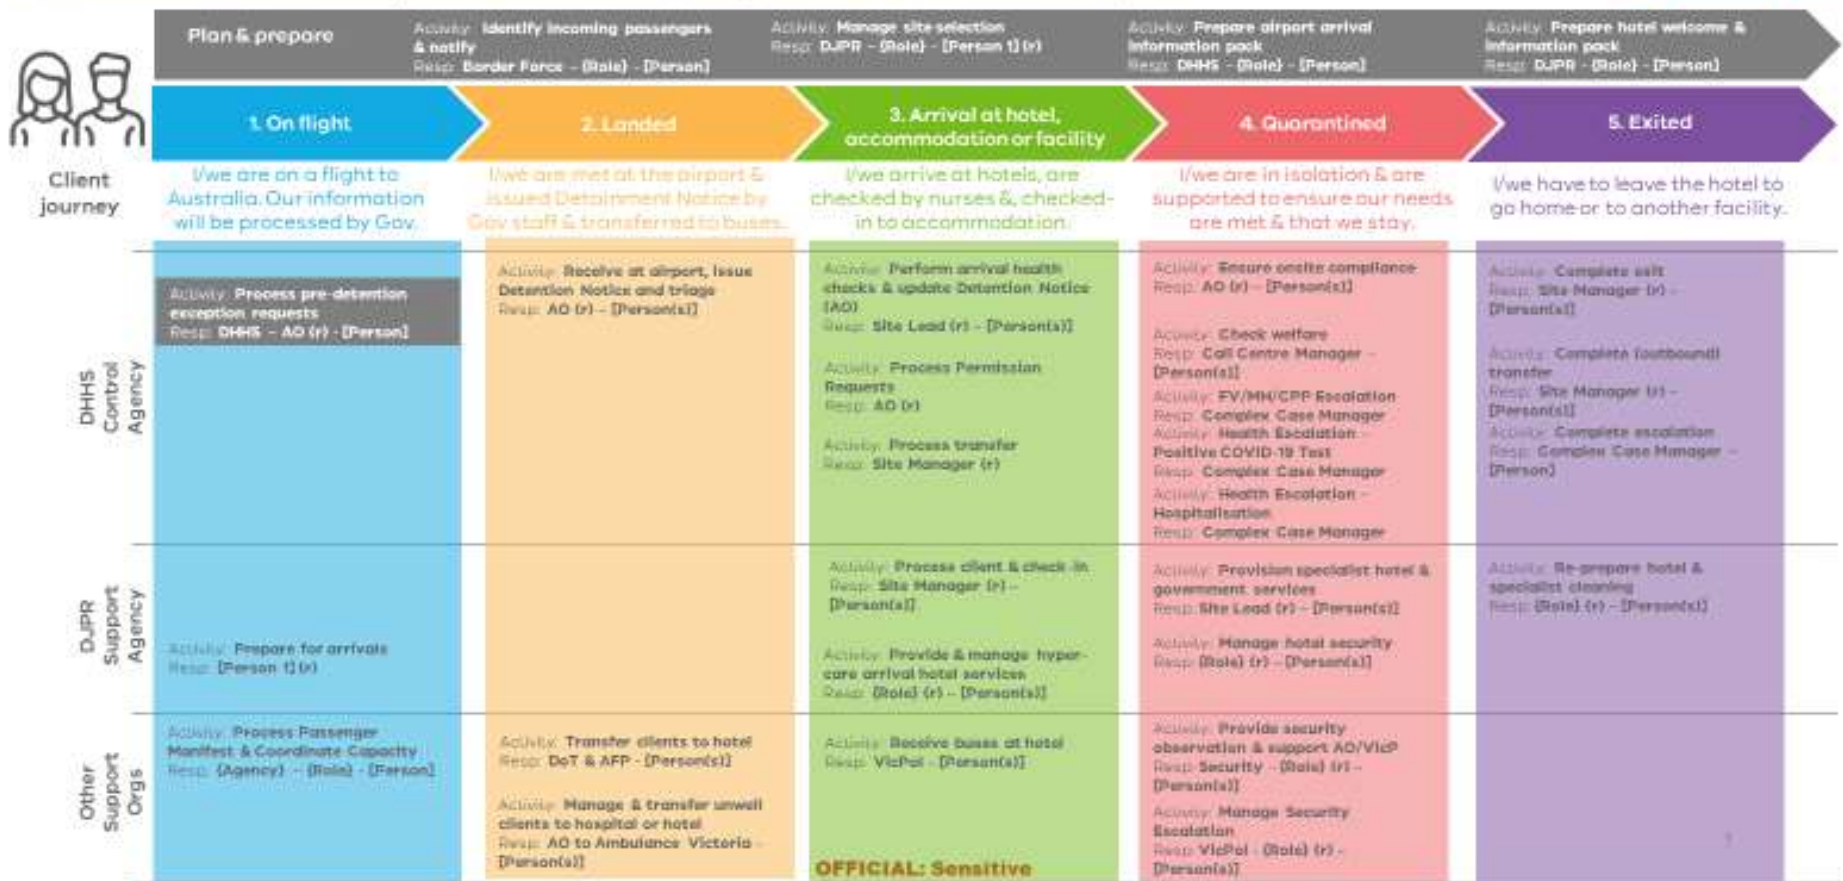 Plan & prepare
Activity: Identify incoming passengers
& notify
Resp: Border Force - {Role} - [Person]
Activity: Manage site selection
Resp: DJPR - {Role} - [Person 1] (r)
Activity: Prepare airport arrival
information pack
Resp: DHHS - {Role} - [Person]
Activity: Prepare hotel welcome &
information pack
Resp: DJPR - {Role} - [Person]
Client
journey
1. On flight
2. Landed
3. Arrival at hotel,
accommodation or facility
4. Quarantined
5. Exited
I/we are on a flight to
Australia. Our information
will be processed by Gov.
I/we are met at the airport &
issued Detainment Notice by
Gov staff & transferred to buses.
I/we arrive at hotels, are
checked by nurses &, checked-
in to accommodation.
I/we are in isolation & are
supported to ensure our needs
are met & that we stay.
I/we have to leave the hotel to
go home or to another facility.
DHHS
Control
Agency
Activity: Process pre-detention
exception requests
Resp: DHHS - AO (r) - [Person]
Activity: Receive at airport, issue
Detention Notice and triage
Resp: AO (r) - [Person(s)]
Activity: Perform arrival health
checks & update Detention Notice
(AO)
Resp: Site Lead (r) - [Person(s)]
Activity: Process Permission
Requests
Resp: AO (r)
Activity: Process transfer
Resp: Site Manager (r)
Activity: Ensure onsite compliance
Resp: AO (r) - [Person(s)]
Activity: Check welfare
Resp: Call Centre Manager -
[Person(s)]
Activity: FV/MH/CPP Escalation
Resp: Complex Case Manager
Activity: Health Escalation -
Positive COVID-19 Test
Resp: Complex Case Manager
Activity: Health Escalation -
Hospitalisation
Resp: Complex Case Manager
Activity: Complete exit
Resp: Site Manager (r) -
[Person(s)]
Activity: Complete (outbound)
transfer
Resp: Site Manager (r) -
[Person(s)]
Activity: Complete escalation
Resp: Complex Case Manager -
[Person]
DJPR
Support
Agency
Activity: Prepare for arrivals
Resp: [Person 1] (r)
Activity: Process client & check-in
Resp: Site Manager (r) -
[Person(s)]
Activity: Provide & manage hyper-
care arrival hotel services
Resp: {Role} (r) - [Person(s)]
Activity: Provision specialist hotel &
government services
Resp: Site Lead (r) - [Person(s)]
Activity: Manage hotel security
Resp: {Role} (r) - [Person(s)]
Activity: Re-prepare hotel &
specialist cleaning
Resp: {Role} (r) - [Person(s)]
Other
Support
Orgs
Activity: Process Passenger
Manifest & Coordinate Capacity
Resp: {Agency} - {Role} - [Person]
Activity: Transfer clients to hotel
Resp: DoT & AFP - [Person(s)]
Activity: Manage & transfer unwell
clients to hospital or hotel
Resp: AO to Ambulance Victoria -
[Person(s)]
Activity: Receive buses at hotel
Resp: VicPol - [Person(s)]
Activity: Provide security
observation & support AO/VicP
Resp: Security - {Role} (r) -
[Person(s)]
Activity: Manage Security
Escalation
Resp: VicPol - {Role} (r) -
[Person(s)]
OFFICIAL: Sensitive